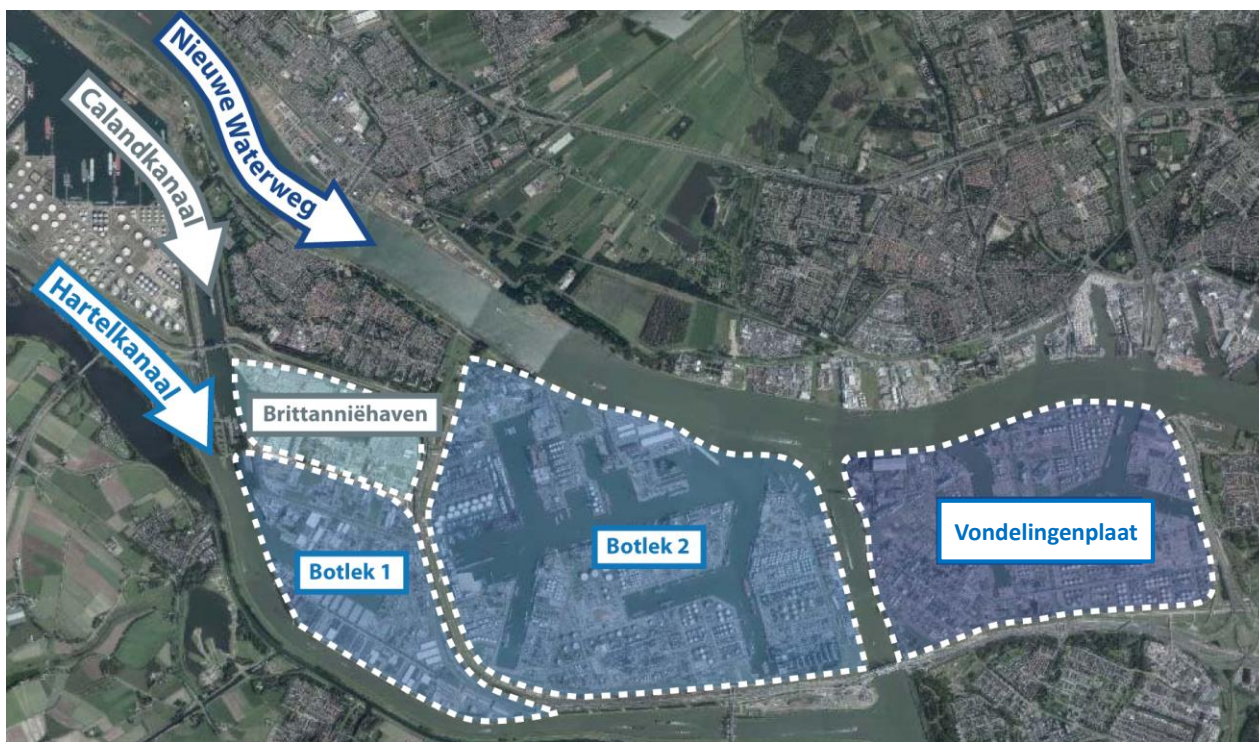 Nieuwe Waterweg
Calandkanaal
Hartelkanaal
Brittanniëhaven
Botlek 1
Botlek 2
Vondelingenplaat